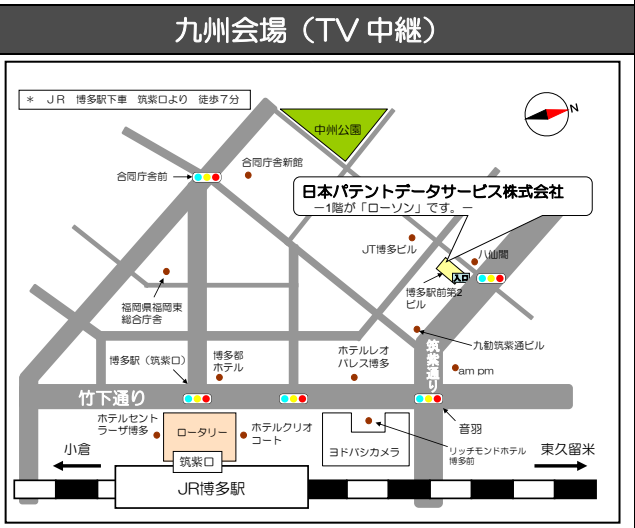 九州会場（TV 中継）
＊ ＪＲ 博多駅下車 筑紫口より 徒歩７分
N
中州公園
合同庁舎新館
合同庁舎前
日本パテントデータサービス株式会社
－1階が「ローソン」です。－
JT博多ビル
八仙閣
入口
博多駅前第2
ビル
福岡県福岡東
総合庁舎
九勧筑紫通ビル
筑紫通り
博多駅（筑紫口）
博多都
ホテル
ホテルレオ
パレス博多
am pm
竹下通り
ホテルセント
ラーザ博多
ロータリー
ホテルクリオ
コート
音羽
ヨドバシカメラ
リッチモンドホテル
博多前
小倉
筑紫口
東久留米
JR博多駅